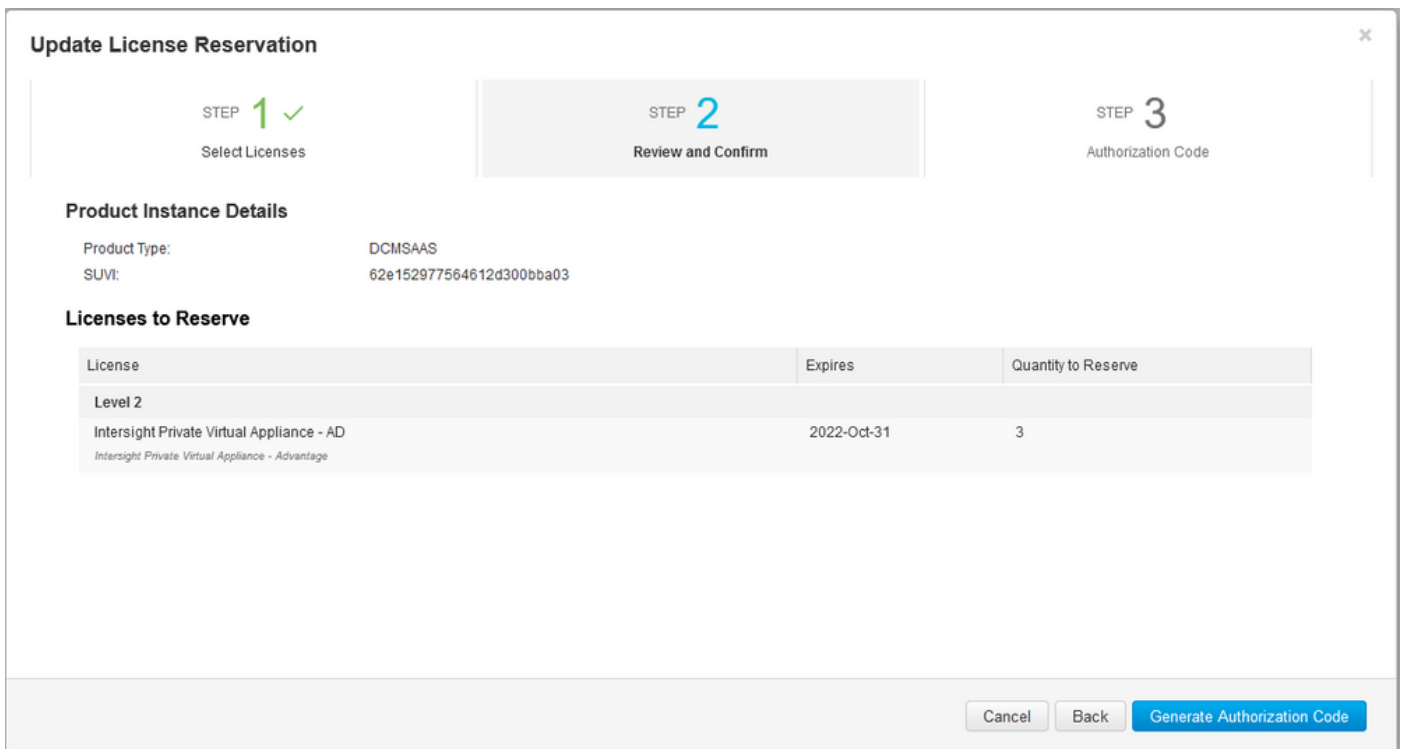 Update License Reservation
×
STEP 1 ✓
Select Licenses
STEP 2
Review and Confirm
STEP 3
Authorization Code
Product Instance Details
Product Type: DCMSAAS
SUVI: 62e152977564612d300bba03
Licenses to Reserve
License Expires Quantity to Reserve
Level 2
Intersight Private Virtual Appliance - AD 2022-Oct-31 3
Intersight Private Virtual Appliance - Advantage
Cancel Back Generate Authorization Code